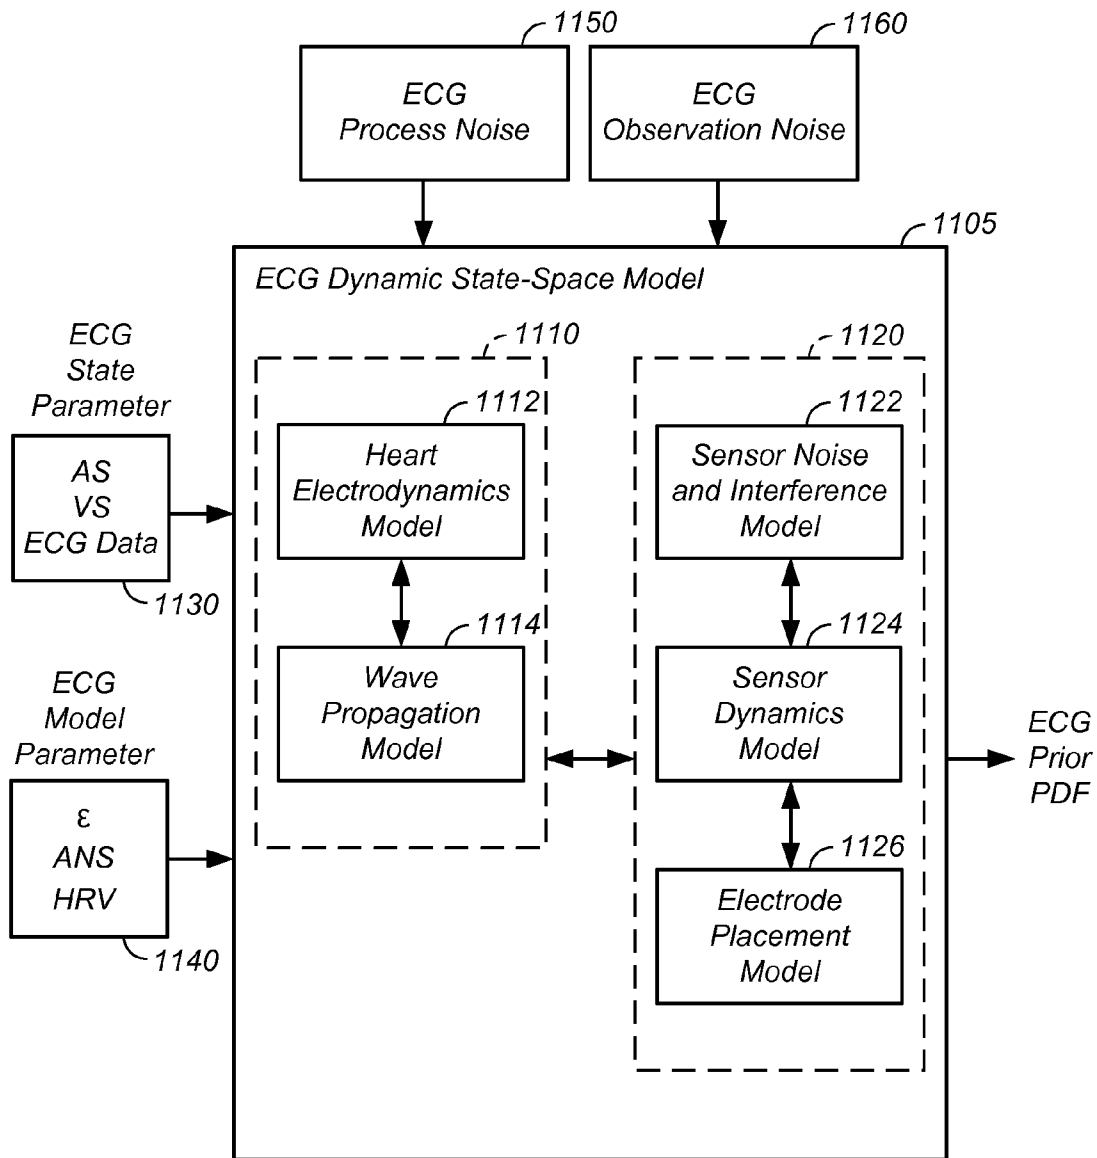 1150
1160
ECG
Process Noise
ECG
Observation Noise
1105
ECG Dynamic State-Space Model
ECG
State
Parameter
AS
VS
ECG Data
1130
ECG
Model
Parameter
ε
ANS
HRV
1140
1110
1112
Heart
Electrodynamics
Model
1114
Wave
Propagation
Model
1120
1122
Sensor Noise
and Interference
Model
1124
Sensor
Dynamics
Model
1126
Electrode
Placement
Model
ECG
Prior
PDF